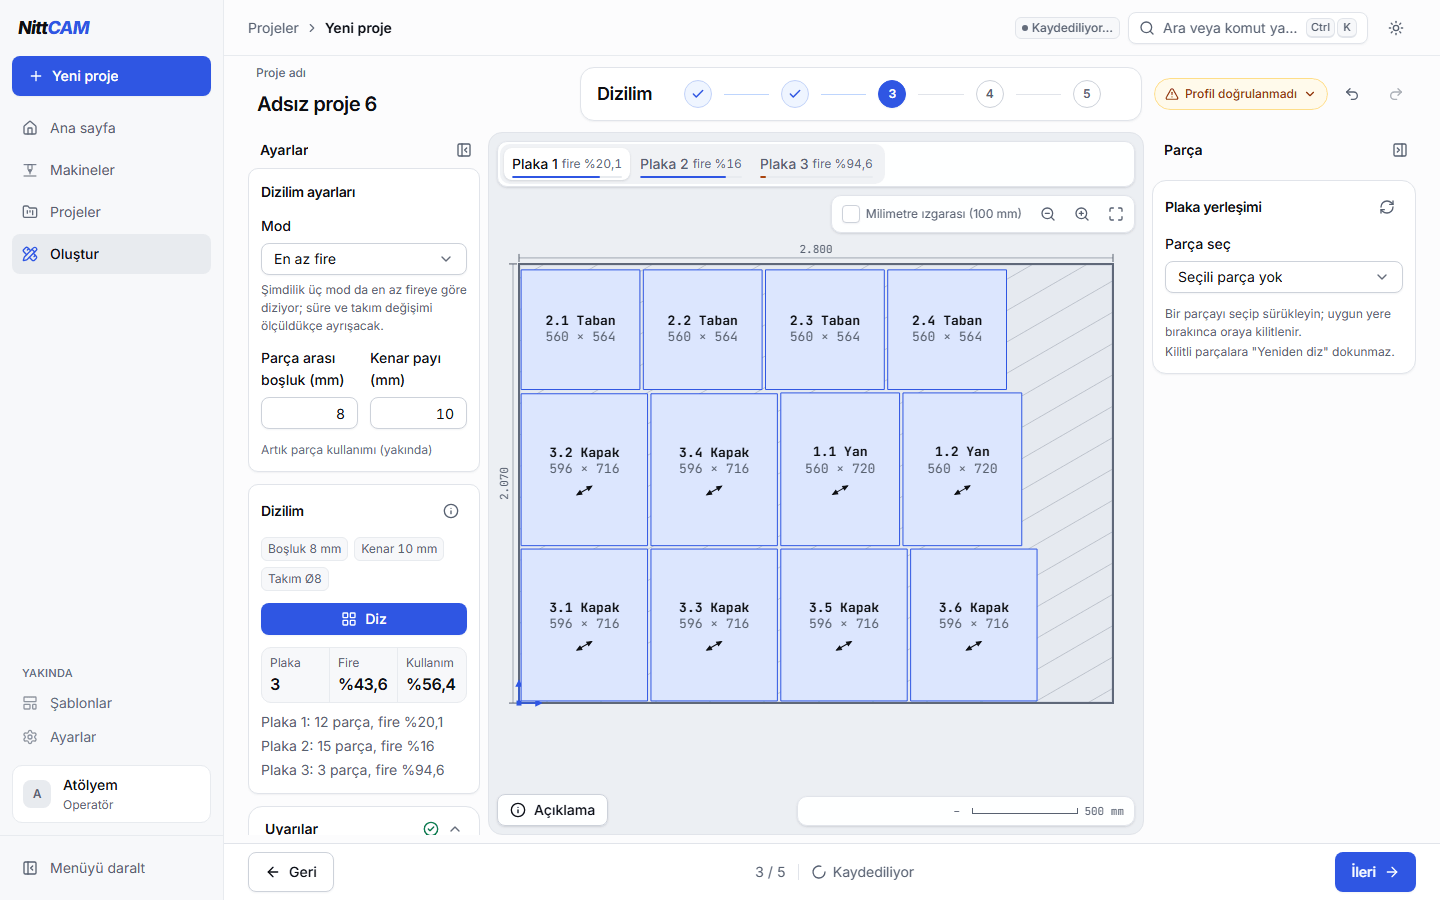 NittCAM
Yeni proje
Ana sayfa
Makineler
Projeler
Oluştur
YAKINDA
Şablonlar
Ayarlar
A
Atölyem
Operatör
Menüyü daralt
Projeler > Yeni proje
Kaydediliyor...
Ara veya komut ya...
Ctrl K
Proje adı
Adsız proje 6
Dizilim
3
4
5
Profil doğrulanmadı
Ayarlar
Dizilim ayarları
Mod
En az fire
Şimdilik üç mod da en az fireye göre
diziyor; süre ve takım değişimi
ölçüldükçe ayrışacak.
Parça arası
boşluk (mm)
Kenar payı
(mm)
8
10
Artık parça kullanımı (yakında)
Dizilim
Boşluk 8 mm
Kenar 10 mm
Takım Ø8
Diz
Plaka
3
Fire
%43,6
Kullanım
%56,4
Plaka 1: 12 parça, fire %20,1
Plaka 2: 15 parça, fire %16
Plaka 3: 3 parça, fire %94,6
Uyarılar
Plaka 1 fire %20,1
Plaka 2 fire %16
Plaka 3 fire %94,6
Milimetre ızgarası (100 mm)
2.800
2.070
2.1 Taban
560 × 564
2.2 Taban
560 × 564
2.3 Taban
560 × 564
2.4 Taban
560 × 564
3.2 Kapak
596 × 716
3.4 Kapak
596 × 716
1.1 Yan
560 × 720
1.2 Yan
560 × 720
3.1 Kapak
596 × 716
3.3 Kapak
596 × 716
3.5 Kapak
596 × 716
3.6 Kapak
596 × 716
Açıklama
– 500 mm
Parça
Plaka yerleşimi
Parça seç
Seçili parça yok
Bir parçayı seçip sürükleyin; uygun yere
bırakınca oraya kilitlenir.
Kilitli parçalara "Yeniden diz" dokunmaz.
Geri
3 / 5
Kaydediliyor
İleri